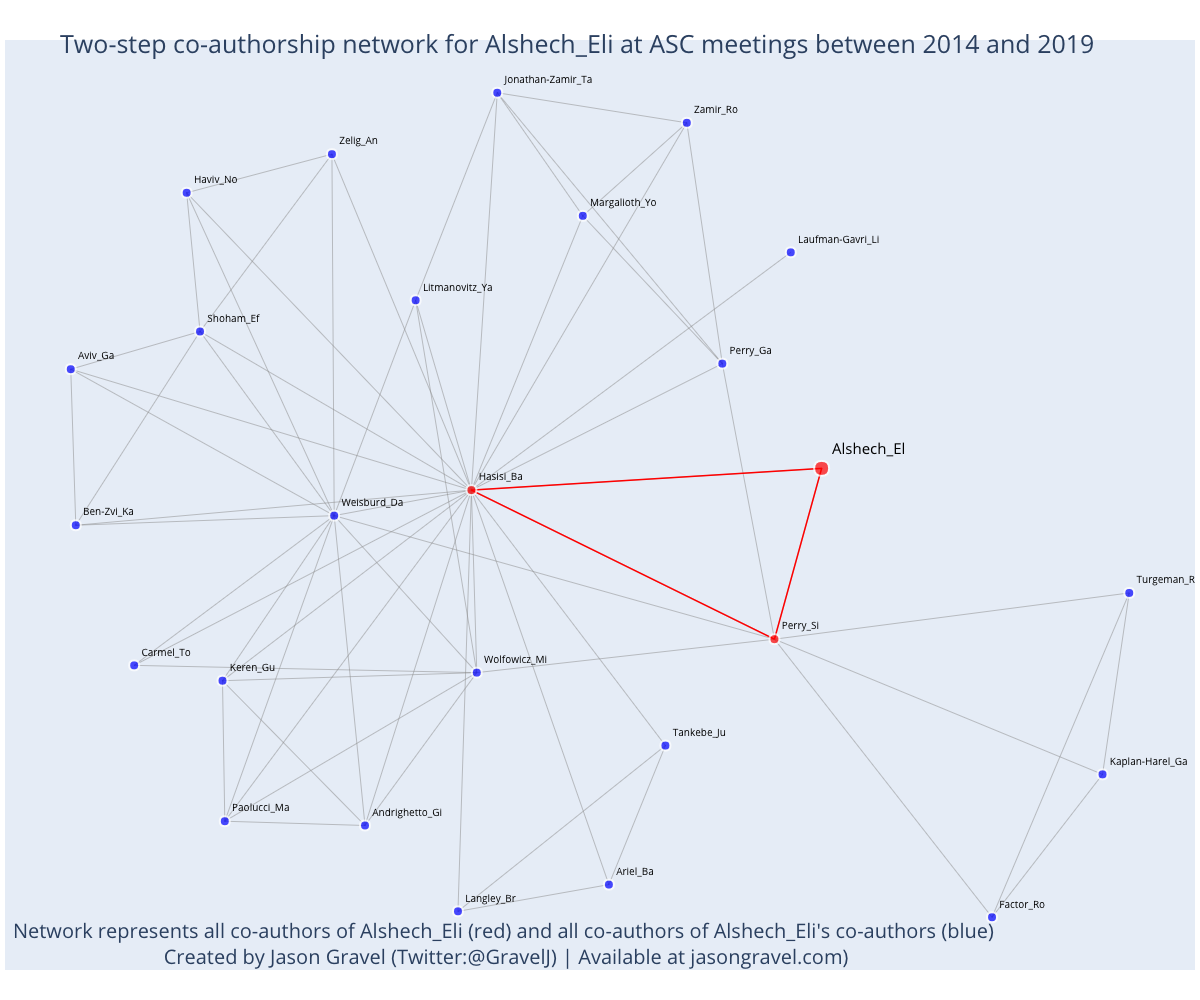 Two-step co-authorship network for Alshech_Eli at ASC meetings between 2014 and 2019
Jonathan-Zamir_Ta
Zamir_Ro
Zelig_An
Haviv_No
Margalioth_Yo
Laufman-Gavri_Li
Litmanovitz_Ya
Shoham_Ef
Perry_Ga
Aviv_Ga
Alshech_El
Hasisi_Ba
Weisburd_Da
Ben-Zvi_Ka
Turgeman_R
Perry_Si
Carmel_To
Wolfowicz_Mi
Keren_Gu
Tankebe_Ju
Kaplan-Harel_Ga
Paolucci_Ma
Andrighetto_Gi
Ariel_Ba
Langley_Br
Factor_Ro
Network represents all co-authors of Alshech_Eli (red) and all co-authors of Alshech_Eli's co-authors (blue)
Created by Jason Gravel (Twitter:@GravelJ) | Available at jasongravel.com)